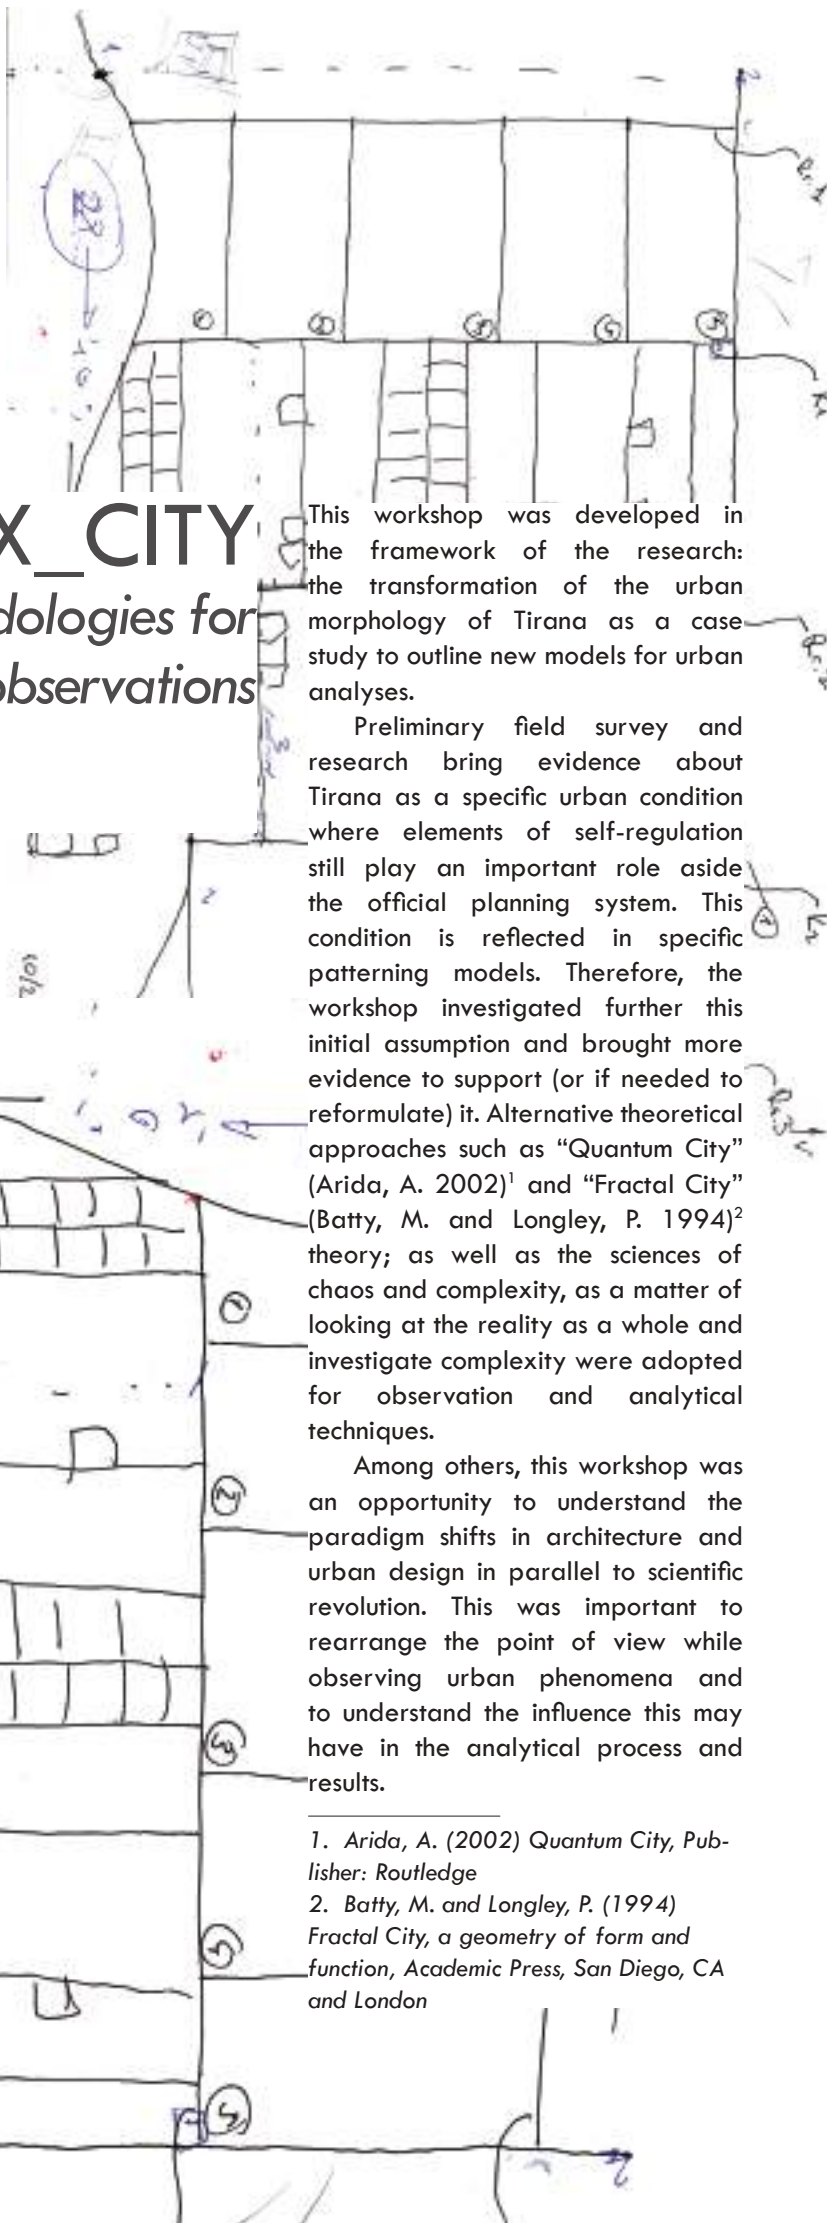 X_CITY
dologies for
observations
This workshop was developed in
the framework of the research:
the transformation of the urban
morphology of Tirana as a case
study to outline new models for urban
analyses.
Preliminary field survey and
research bring evidence about
Tirana as a specific urban condition
where elements of self-regulation
still play an important role aside
the official planning system. This
condition is reflected in specific
patterning models. Therefore, the
workshop investigated further this
initial assumption and brought more
evidence to support (or if needed to
reformulate) it. Alternative theoretical
approaches such as “Quantum City”
(Arida, A. 2002)1 and “Fractal City”
(Batty, M. and Longley, P. 1994)2
theory; as well as the sciences of
chaos and complexity, as a matter of
looking at the reality as a whole and
investigate complexity were adopted
for observation and analytical
techniques.
Among others, this workshop was
an opportunity to understand the
paradigm shifts in architecture and
urban design in parallel to scientific
revolution. This was important to
rearrange the point of view while
observing urban phenomena and
to understand the influence this may
have in the analytical process and
results.
1. Arida, A. (2002) Quantum City, Pub-
lisher: Routledge
2. Batty, M. and Longley, P. (1994)
Fractal City, a geometry of form and
function, Academic Press, San Diego, CA
and London